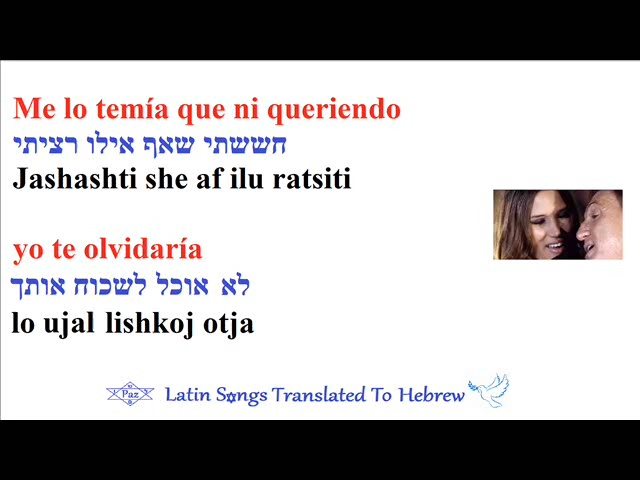 Me lo temía que ni queriendo
חששתי שאף אילו רציתי
Jashashti she af ilu ratsiti
yo te olvidaría
לא אוכל לשכוח אותך
lo ujal lishkoj otja
Paz
Latin Songs Translated To Hebrew